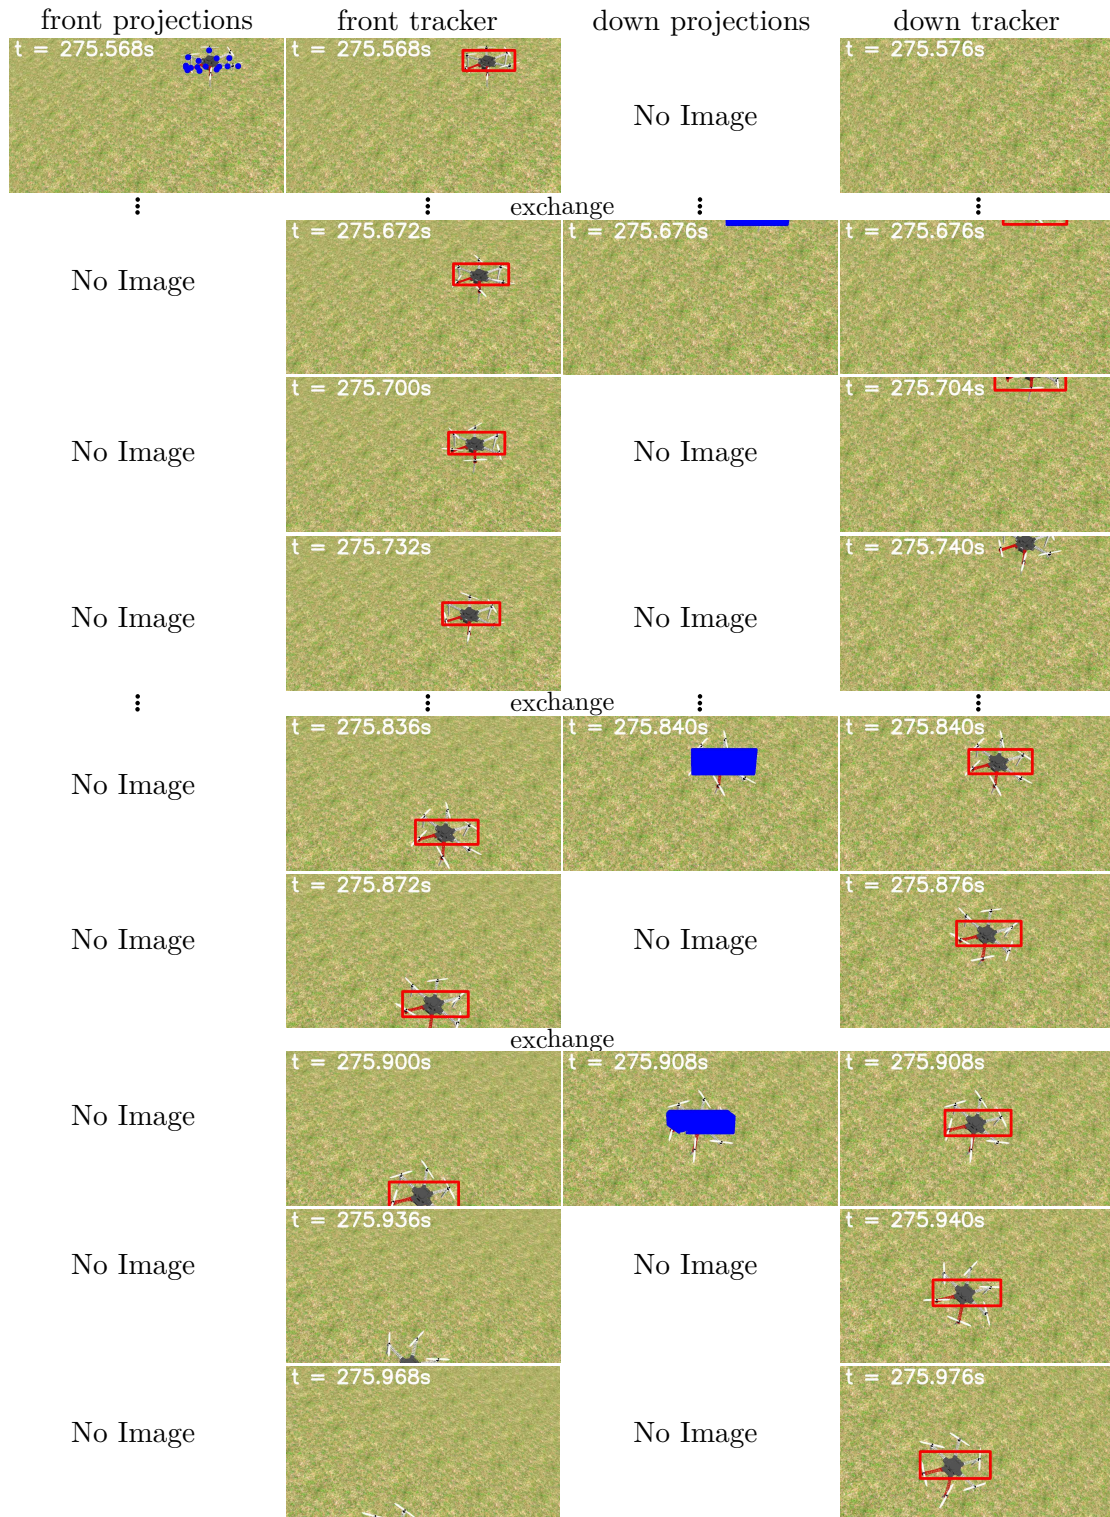 front projections front tracker down projections down tracker
t = 275.568s t = 275.568s No Image t = 275.576s
exchange
No Image t = 275.672s t = 275.676s t = 275.676s
No Image t = 275.700s No Image t = 275.704s
No Image t = 275.732s No Image t = 275.740s
exchange
No Image t = 275.836s t = 275.840s t = 275.840s
No Image t = 275.872s No Image t = 275.876s
exchange
No Image t = 275.900s t = 275.908s t = 275.908s
No Image t = 275.936s No Image t = 275.940s
No Image t = 275.968s No Image t = 275.976s